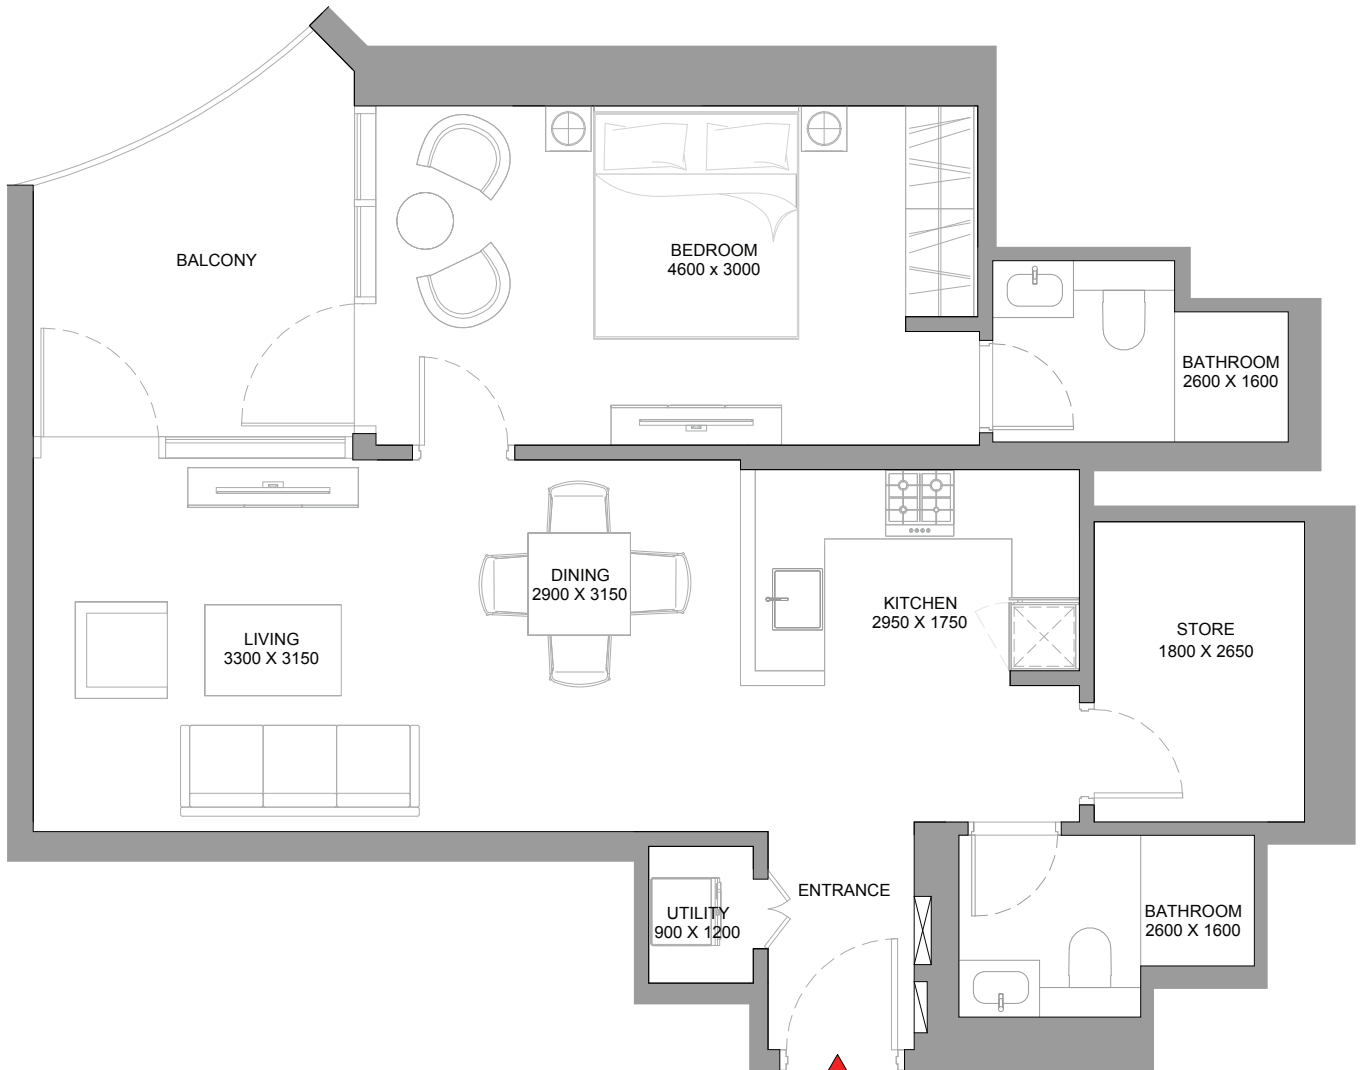 BALCONY
BEDROOM
4600 x 3000
BATHROOM
2600 X 1600
DINING
2900 X 3150
KITCHEN
2950 X 1750
LIVING
3300 X 3150
STORE
1800 X 2650
ENTRANCE
UTILITY
900 X 1200
BATHROOM
2600 X 1600